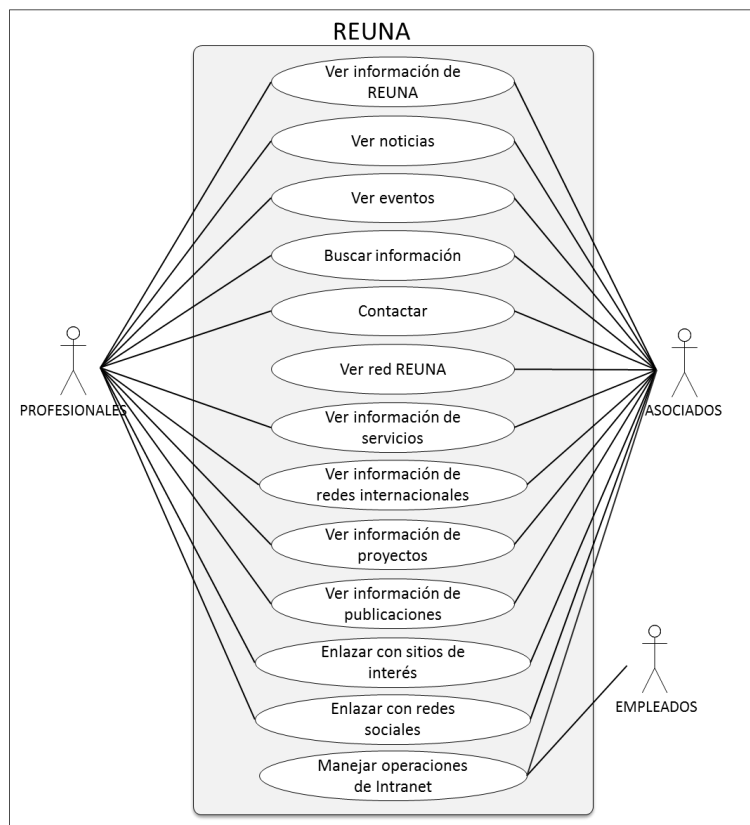 REUNA
Ver información de
REUNA
Ver noticias
Ver eventos
Buscar información
Contactar
Ver red REUNA
PROFESIONALES
ASOCIADOS
Ver información de
servicios
Ver información de
redes internacionales
Ver información de
proyectos
Ver información de
publicaciones
Enlazar con sitios de
interés
EMPLEADOS
Enlazar con redes
sociales
Manejar operaciones
de Intranet